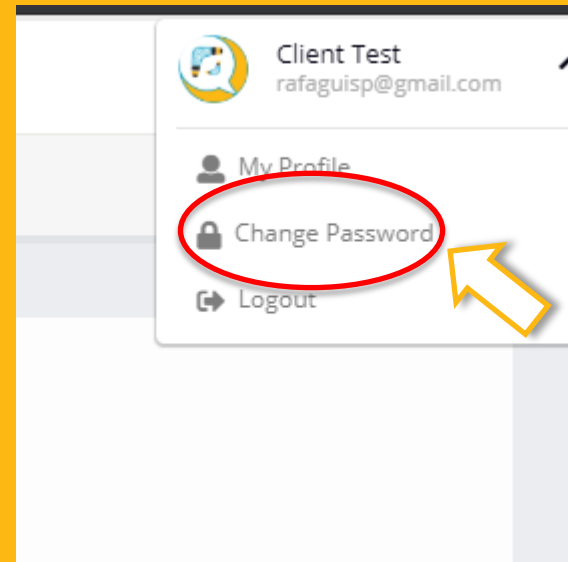 Client Test
rafaguisp@gmail.com
My Profile
Change Password
Logout